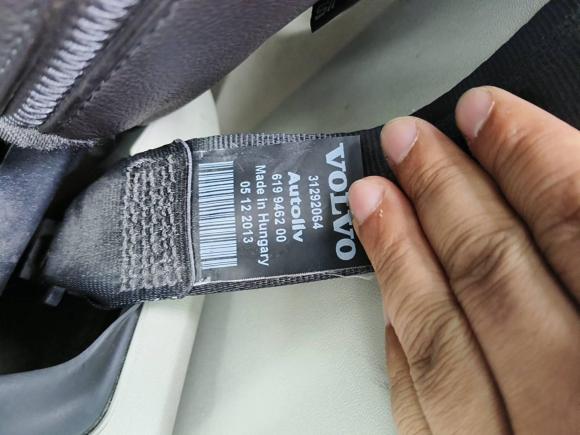 VOLVO
31292064
Autoliv
619 9462 00
Made in Hungary
05 12 2013